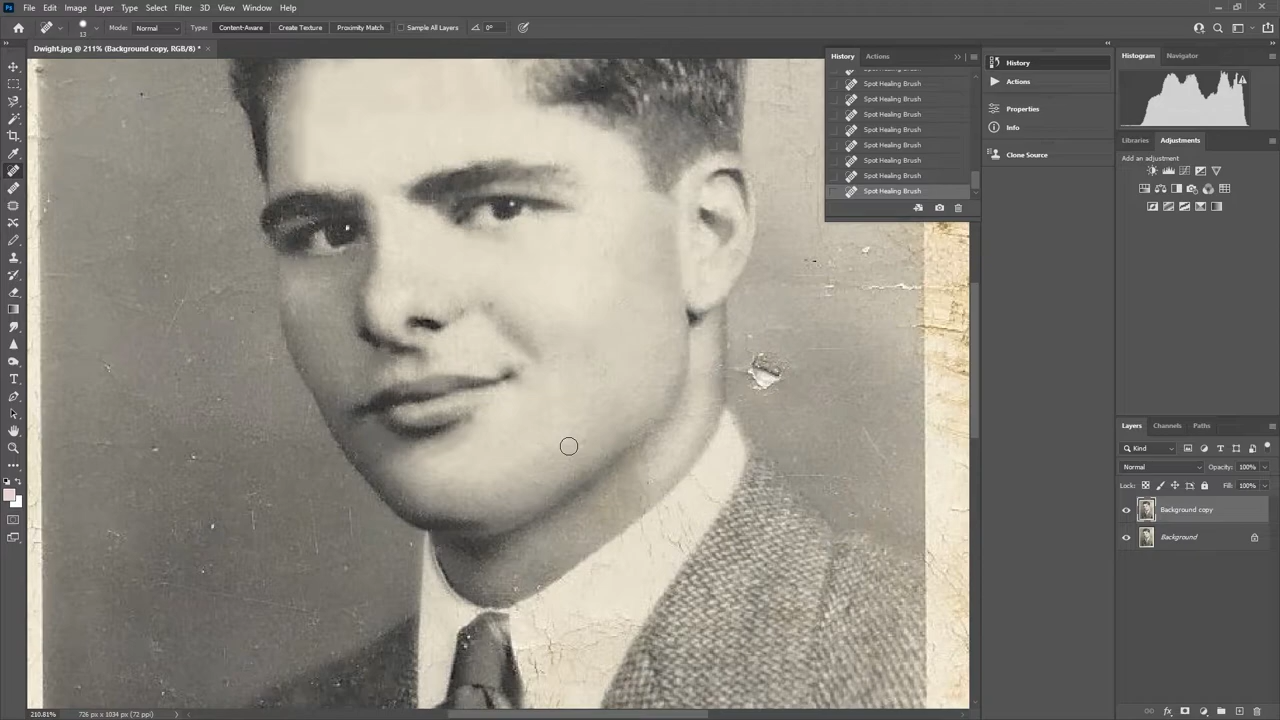 Ps File Edit Image Layer Type Select Filter 3D View Window Help
13 Mode: Normal Type: Content-Aware Create Texture Proximity Match Sample All Layers 0°
Dwight.jpg @ 211% (Background copy, RGB/8) * ×
History Actions
Spot Healing Brush
Spot Healing Brush
Spot Healing Brush
Spot Healing Brush
Spot Healing Brush
Spot Healing Brush
Spot Healing Brush
Spot Healing Brush
History
Actions
Properties
Info
Clone Source
Histogram Navigator
Libraries Adjustments
Add an adjustment
Layers Channels Paths
Kind
Normal Opacity: 100%
Lock: Fill: 100%
Background copy
Background
210.81% 726 px x 1034 px (72 ppi)